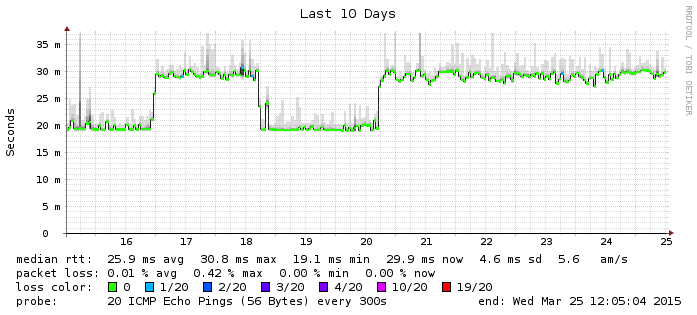 Last 10 Days
RRDTOOL / TOBI OETIKER
Seconds
35 m
30 m
25 m
20 m
15 m
10 m
5 m
0
16 17 18 19 20 21 22 23 24 25
median rtt: 25.9 ms avg 30.8 ms max 19.1 ms min 29.9 ms now 4.6 ms sd 5.6 am/s
packet loss: 0.01 % avg 0.42 % max 0.00 % min 0.00 % now
loss color: 0 1/20 2/20 3/20 4/20 10/20 19/20
probe: 20 ICMP Echo Pings (56 Bytes) every 300s end: Wed Mar 25 12:05:04 2015